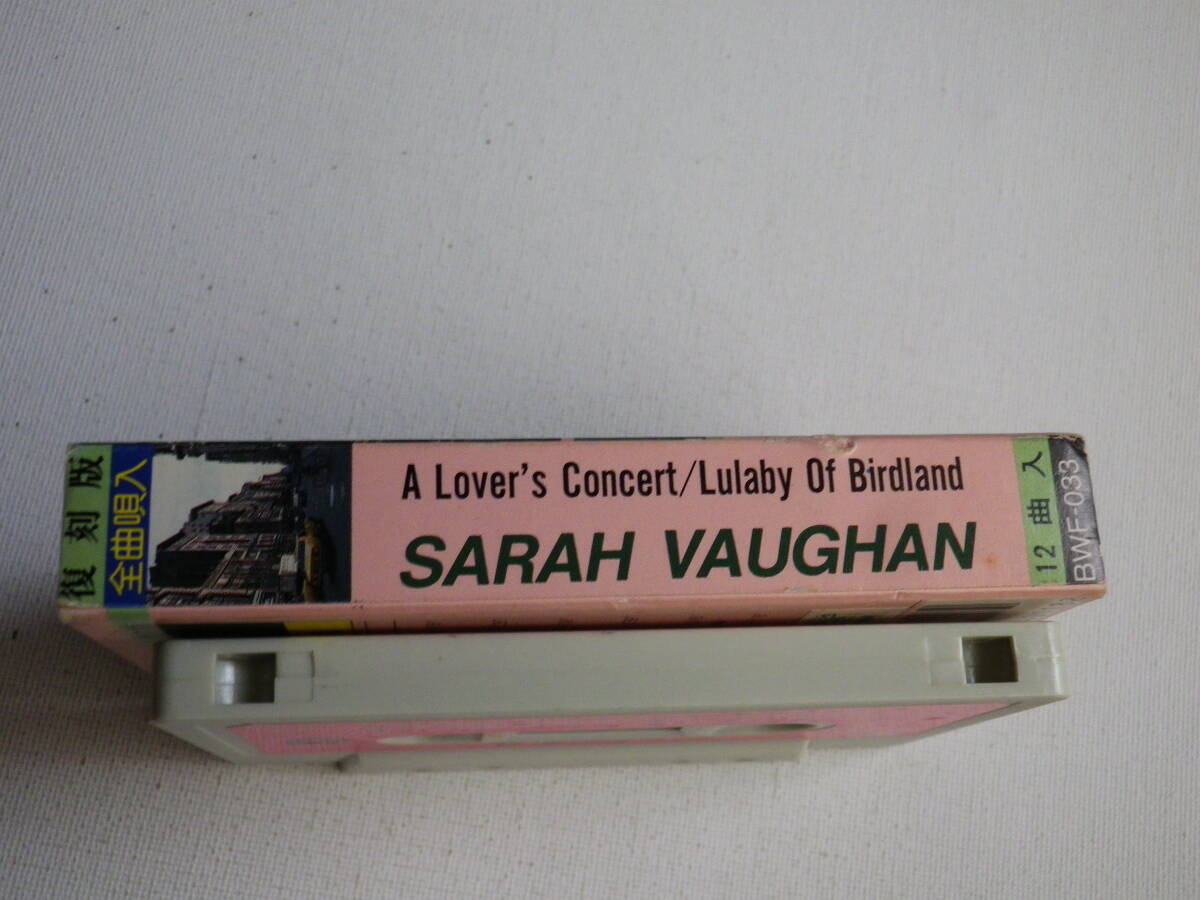 復刻版
全曲唄入
A Lover's Concert/Lulaby Of Birdland
SARAH VAUGHAN
12曲入
BWF-033